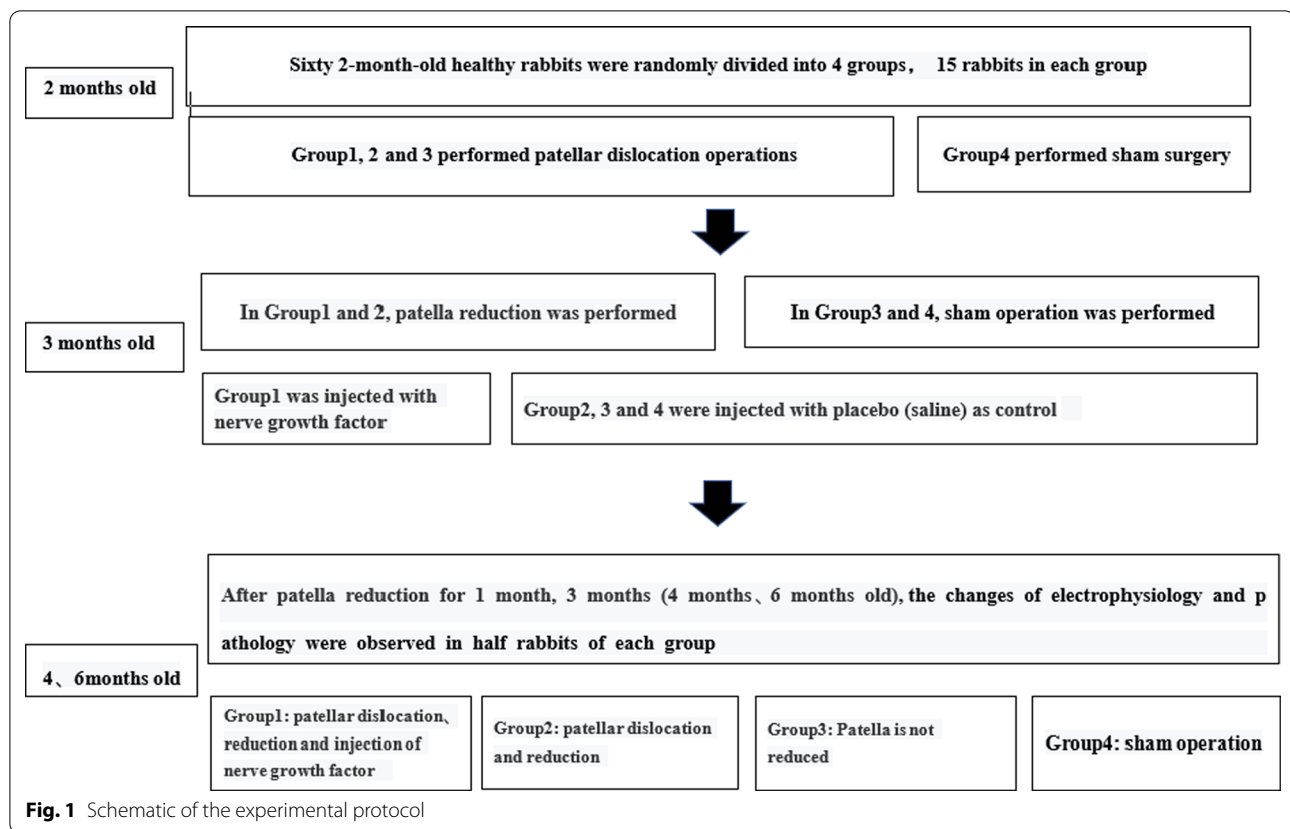 Sixty 2-month-old healthy rabbits were randomly divided into 4 groups， 15 rabbits in each group
2 months old
Group1, 2 and 3 performed patellar dislocation operations
Group4 performed sham surgery
In Group1 and 2, patella reduction was performed
In Group3 and 4, sham operation was performed
3 months old
Group1 was injected with
nerve growth factor
Group2, 3 and 4 were injected with placebo (saline) as control
After patella reduction for 1 month, 3 months (4 months、6 months old), the changes of electrophysiology and p
athology were observed in half rabbits of each group
4、6months old
Group1: patellar dislocation、
reduction and injection of
nerve growth factor
Group2: patellar dislocation
and reduction
Group3: Patella is not
reduced
Group4: sham operation
Fig. 1 Schematic of the experimental protocol